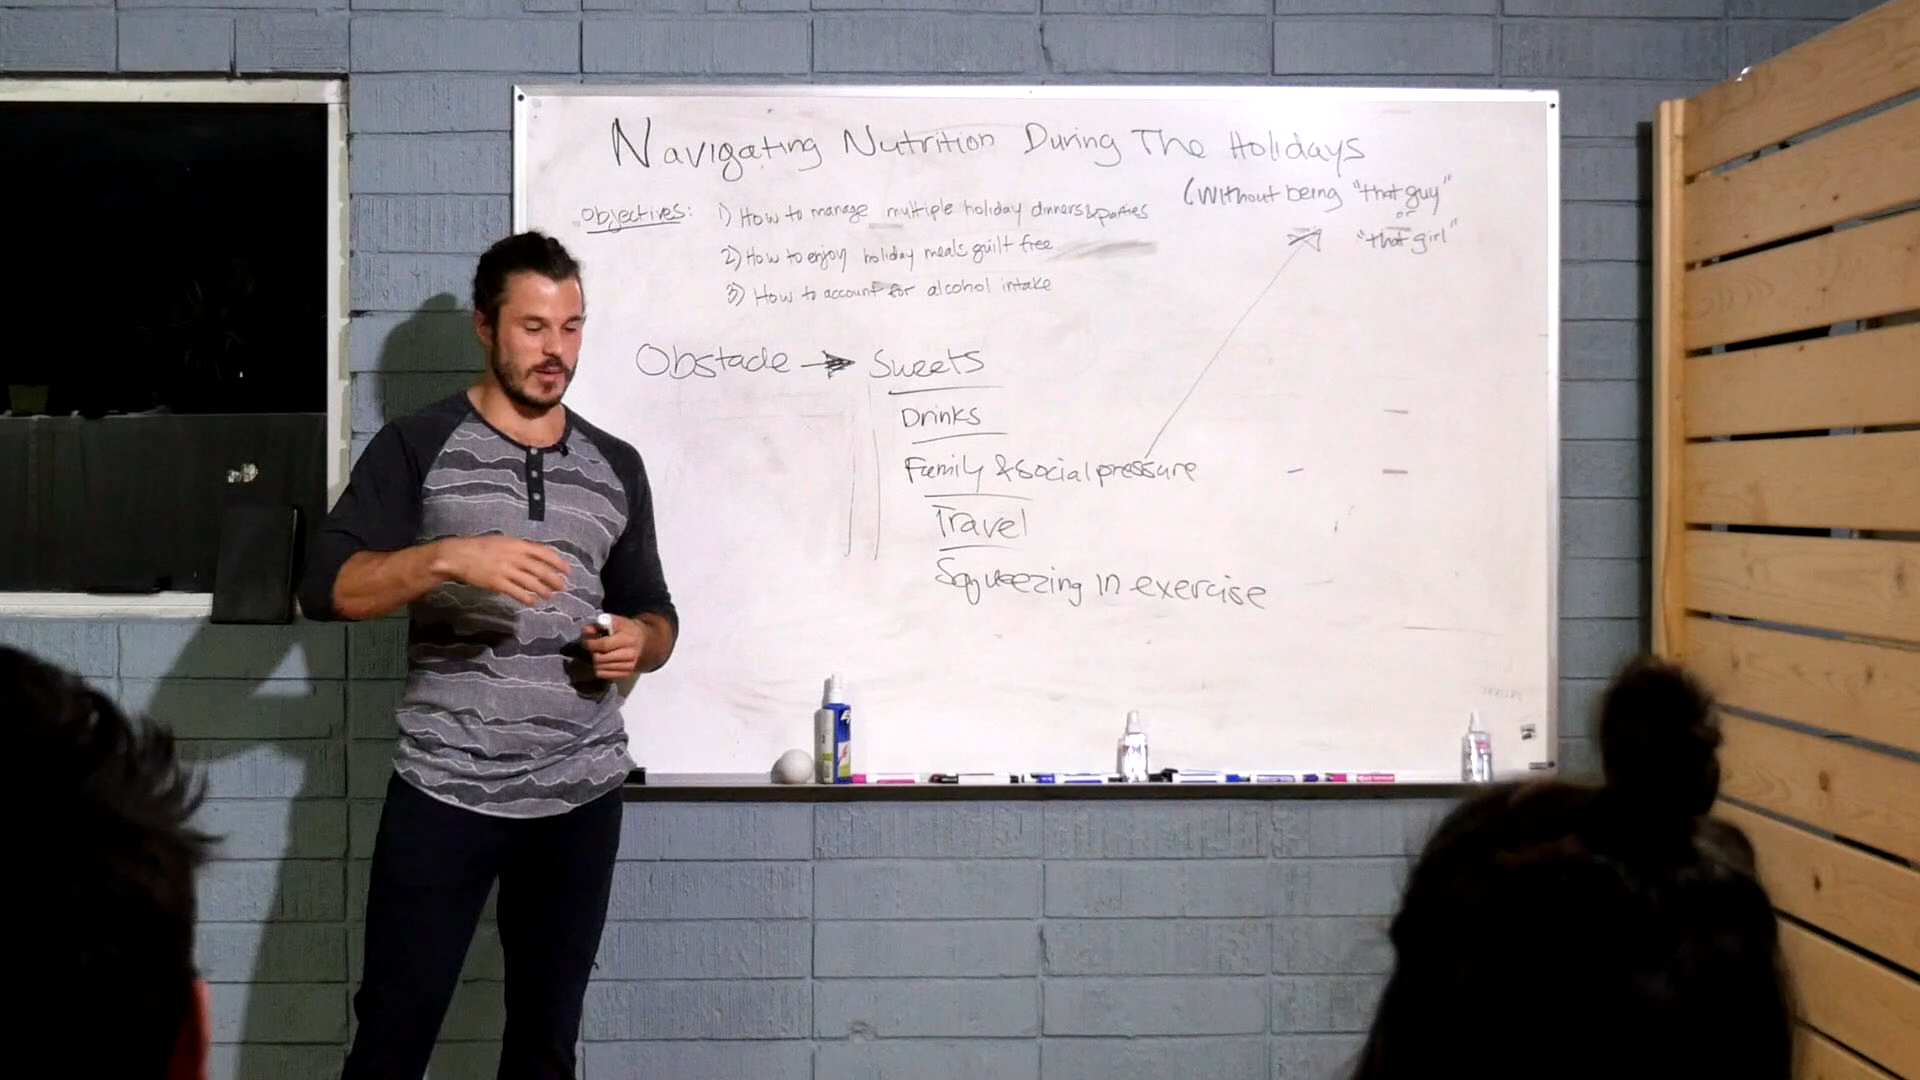 Navigating Nutrition During The Holidays
(Without being "that guy"
or
"that girl"
Objectives: 1) How to manage multiple holiday dinners & parties
2) How to enjoy holiday meals guilt free
3) How to account for alcohol intake
Obstacle → Sweets
Drinks
Family & social pressure
Travel
Squeezing in exercise